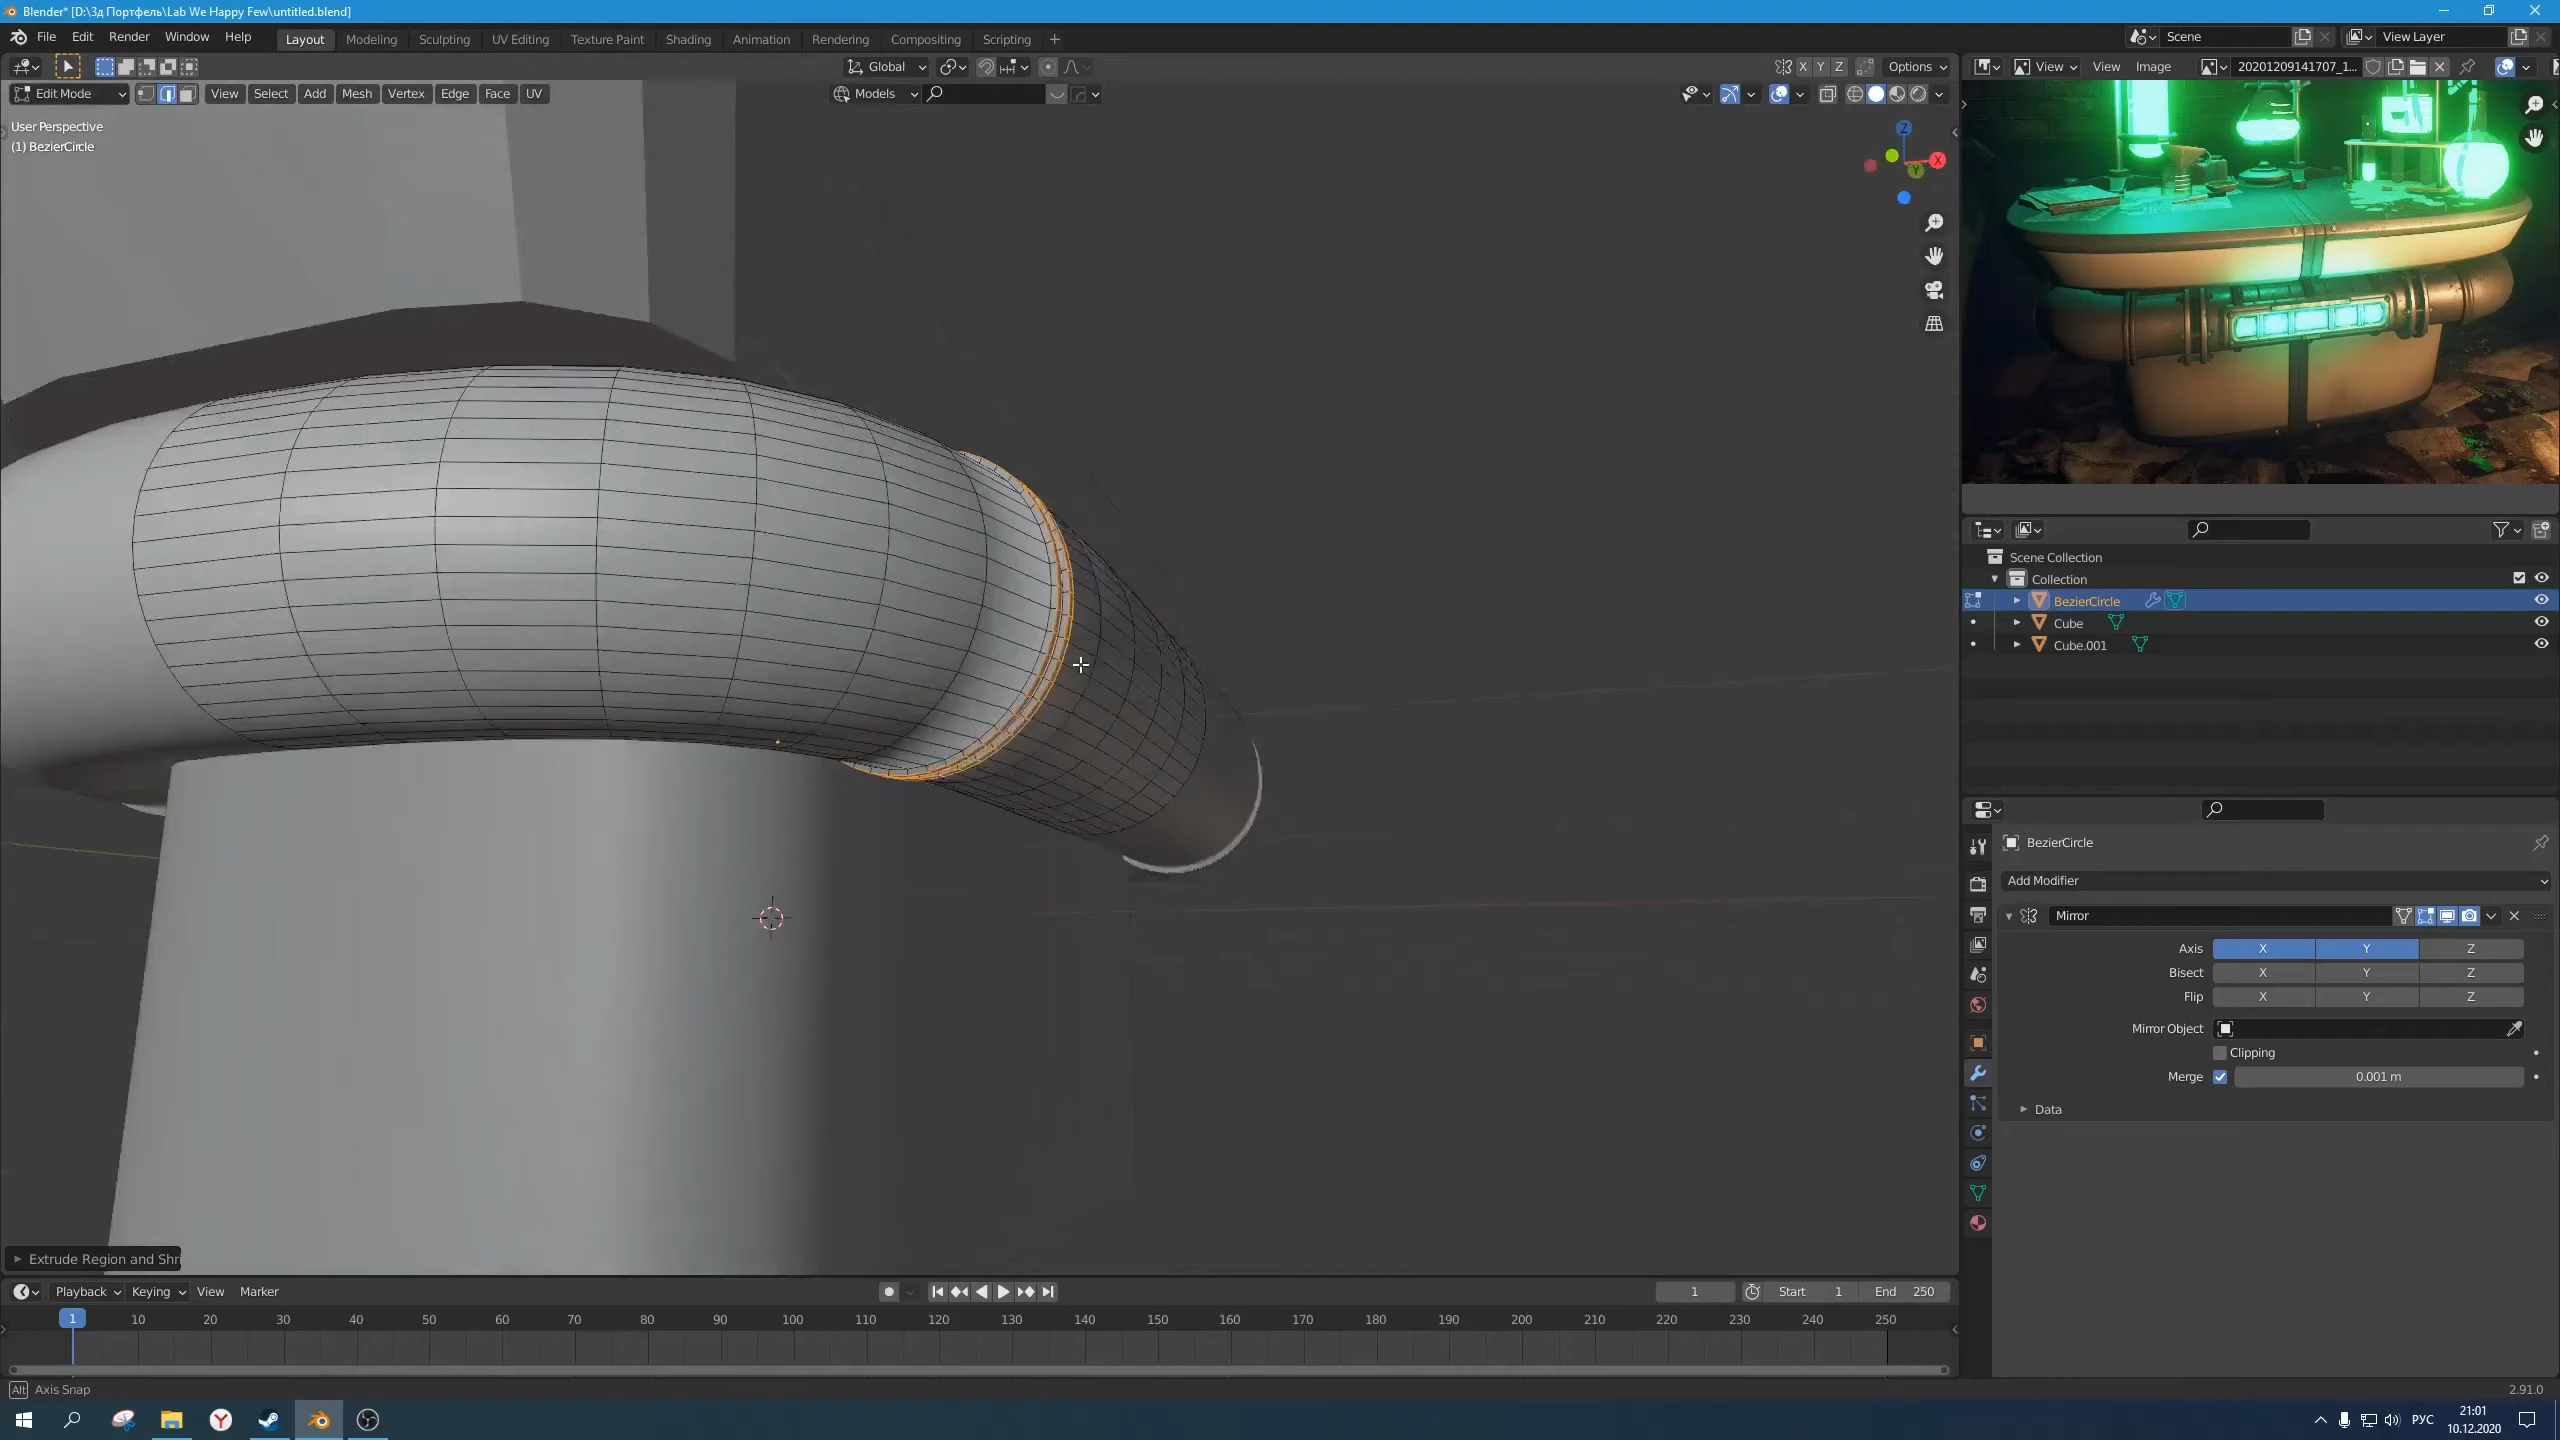 Blender* [D:\3д Портфель\Lab We Happy Few\untitled.blend]
File Edit Render Window Help Layout Modeling Sculpting UV Editing Texture Paint Shading Animation Rendering Compositing Scripting Scene View Layer
Global X Y Z Options View View Image 20201209141707_1...
Edit Mode View Select Add Mesh Vertex Edge Face UV Models
User Perspective
(1) BezierCircle
Z
X
Y
Scene Collection
Collection
BezierCircle
Cube
Cube.001
BezierCircle
Add Modifier
Mirror
Axis X Y Z
Bisect X Y Z
Flip X Y Z
Mirror Object
Clipping
Merge 0.001 m
Data
Extrude Region and Shri
Playback Keying View Marker 1 Start 1 End 250
1 10 20 30 40 50 60 70 80 90 100 110 120 130 140 150 160 170 180 190 200 210 220 230 240 250
Alt Axis Snap 2.91.0
РУС
21:01
10.12.2020